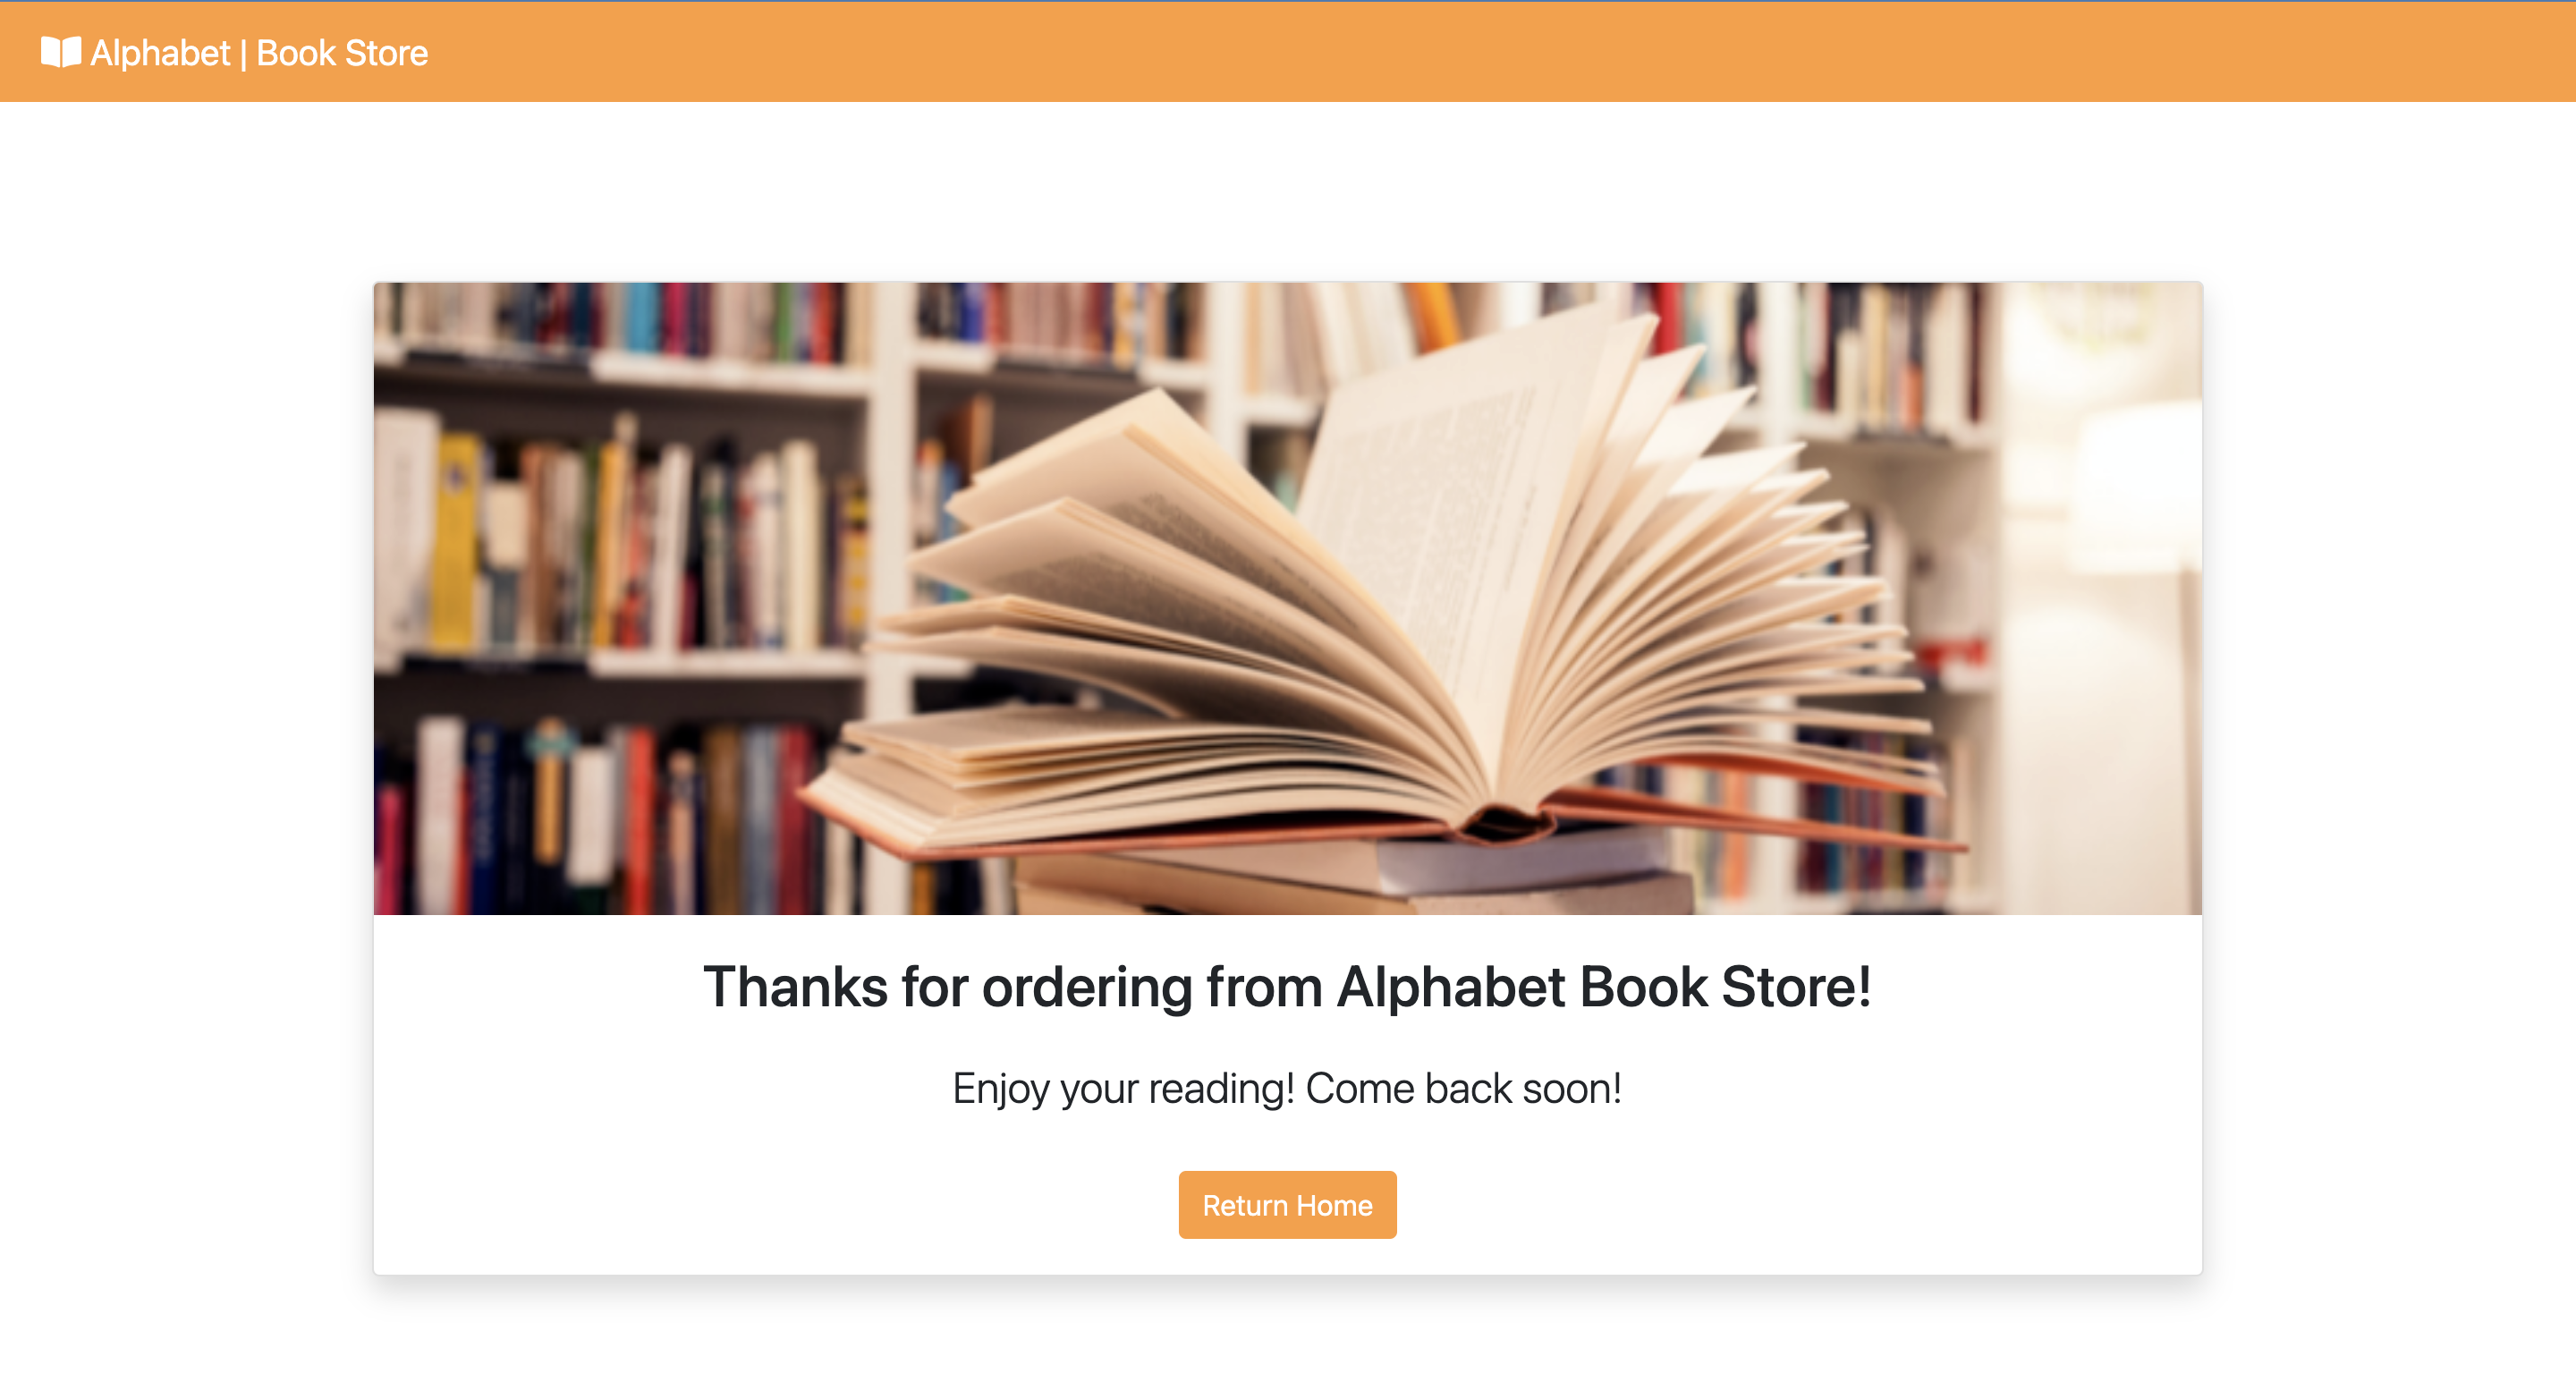 Alphabet | Book Store
Thanks for ordering from Alphabet Book Store!
Enjoy your reading! Come back soon!
Return Home